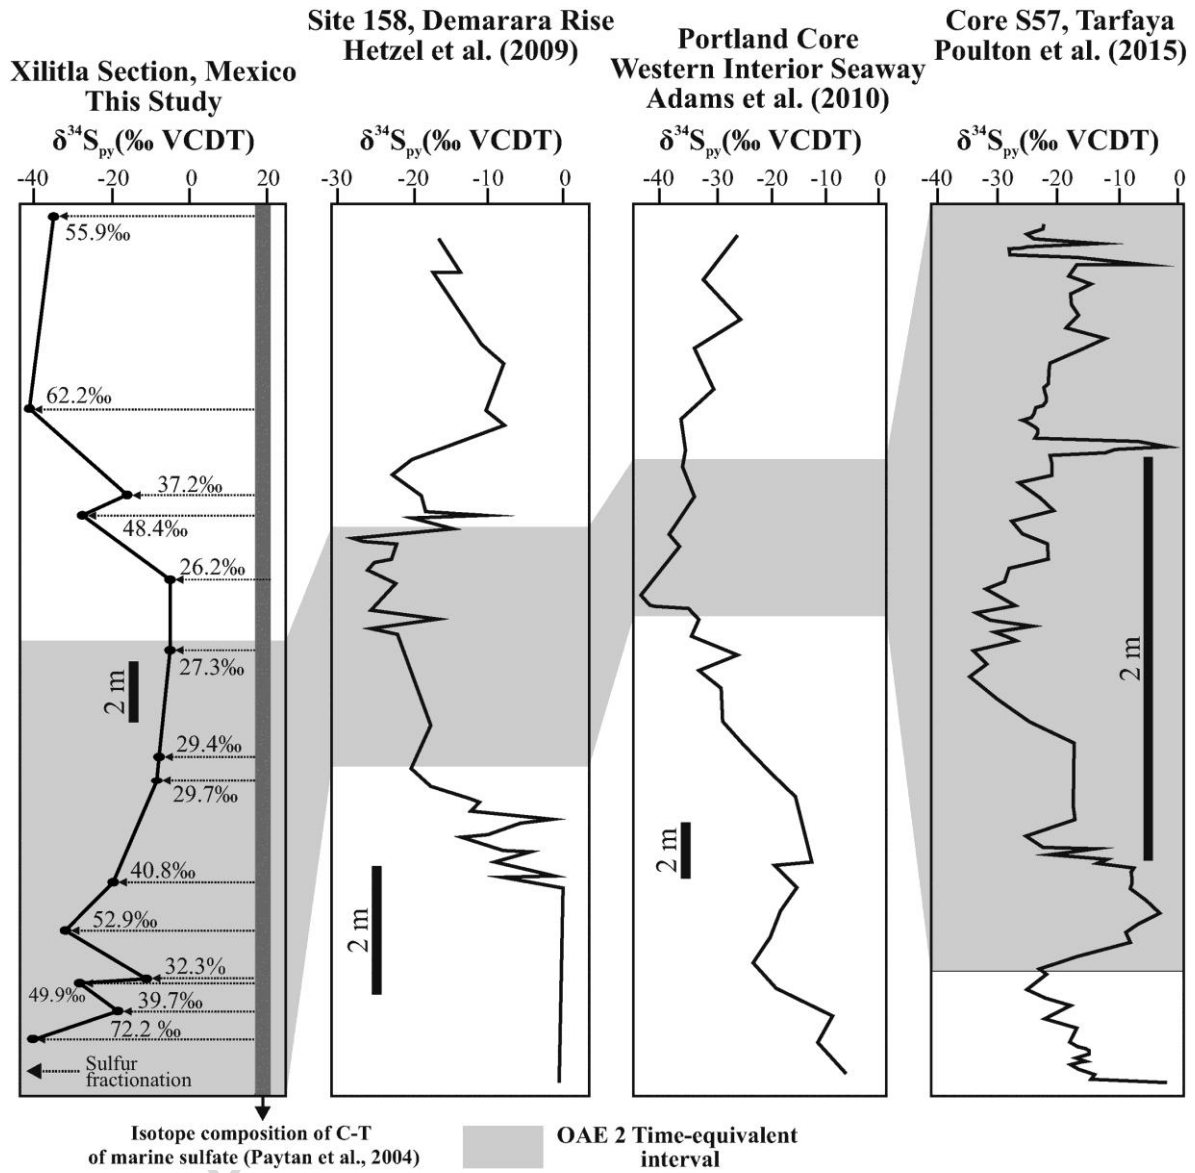 Xilitla Section, Mexico
This Study
δ³⁴Spy(‰ VCDT)
-40 -20 0 20
55.9‰
62.2‰
37.2‰
48.4‰
26.2‰
27.3‰
2 m
29.4‰
29.7‰
40.8‰
52.9‰
32.3%
49.9‰
39.7‰
72.2 ‰
Sulfur
fractionation
Isotope composition of C-T
of marine sulfate (Paytan et al., 2004)
Site 158, Demarara Rise
Hetzel et al. (2009)
δ³⁴Spy(‰ VCDT)
-30 -20 -10 0
2 m
Portland Core
Western Interior Seaway
Adams et al. (2010)
δ³⁴Spy(‰ VCDT)
-40 -30 -20 -10 0
2 m
Core S57, Tarfaya
Poulton et al. (2015)
δ³⁴Spy(‰ VCDT)
-40 -30 -20 -10 0
2 m
OAE 2 Time-equivalent
interval